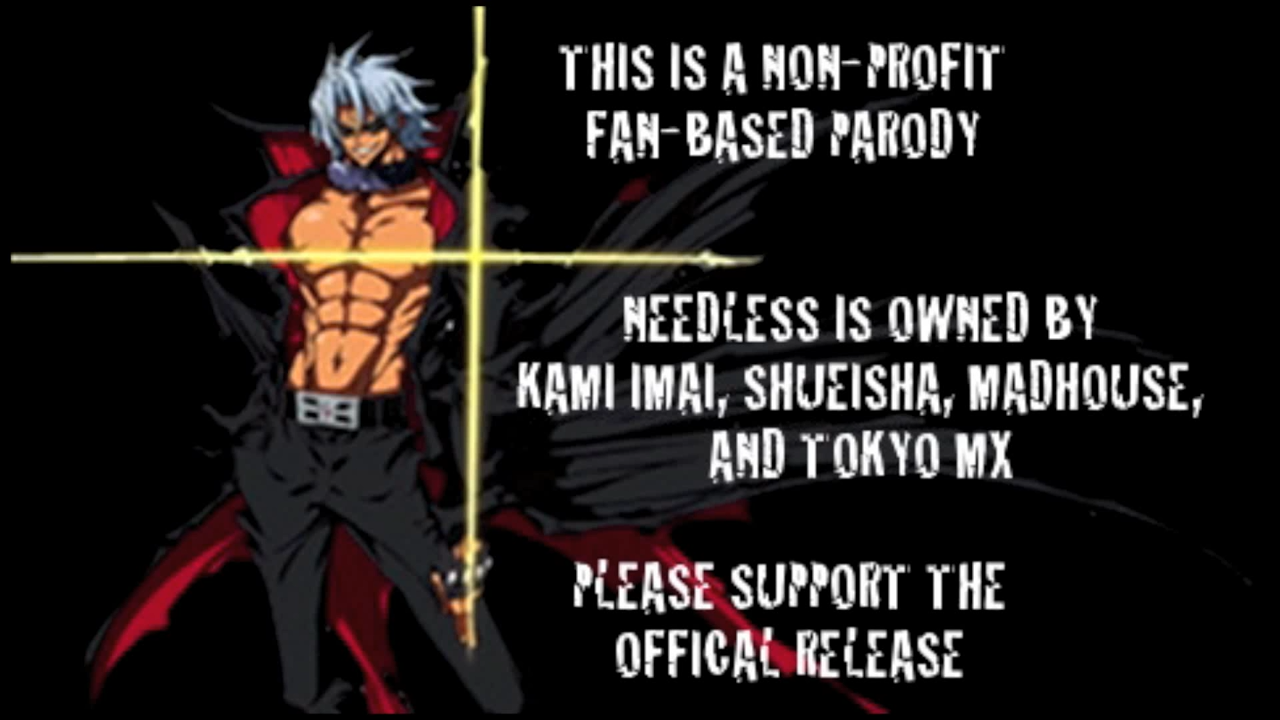 THIS IS A NON-PROFIT
FAN-BASED PARODY
NEEDLESS IS OWNED BY
KAMI IMAI, SHUEISHA, MADHOUSE,
AND TOKYO MX
PLEASE SUPPORT THE
OFFICAL RELEASE